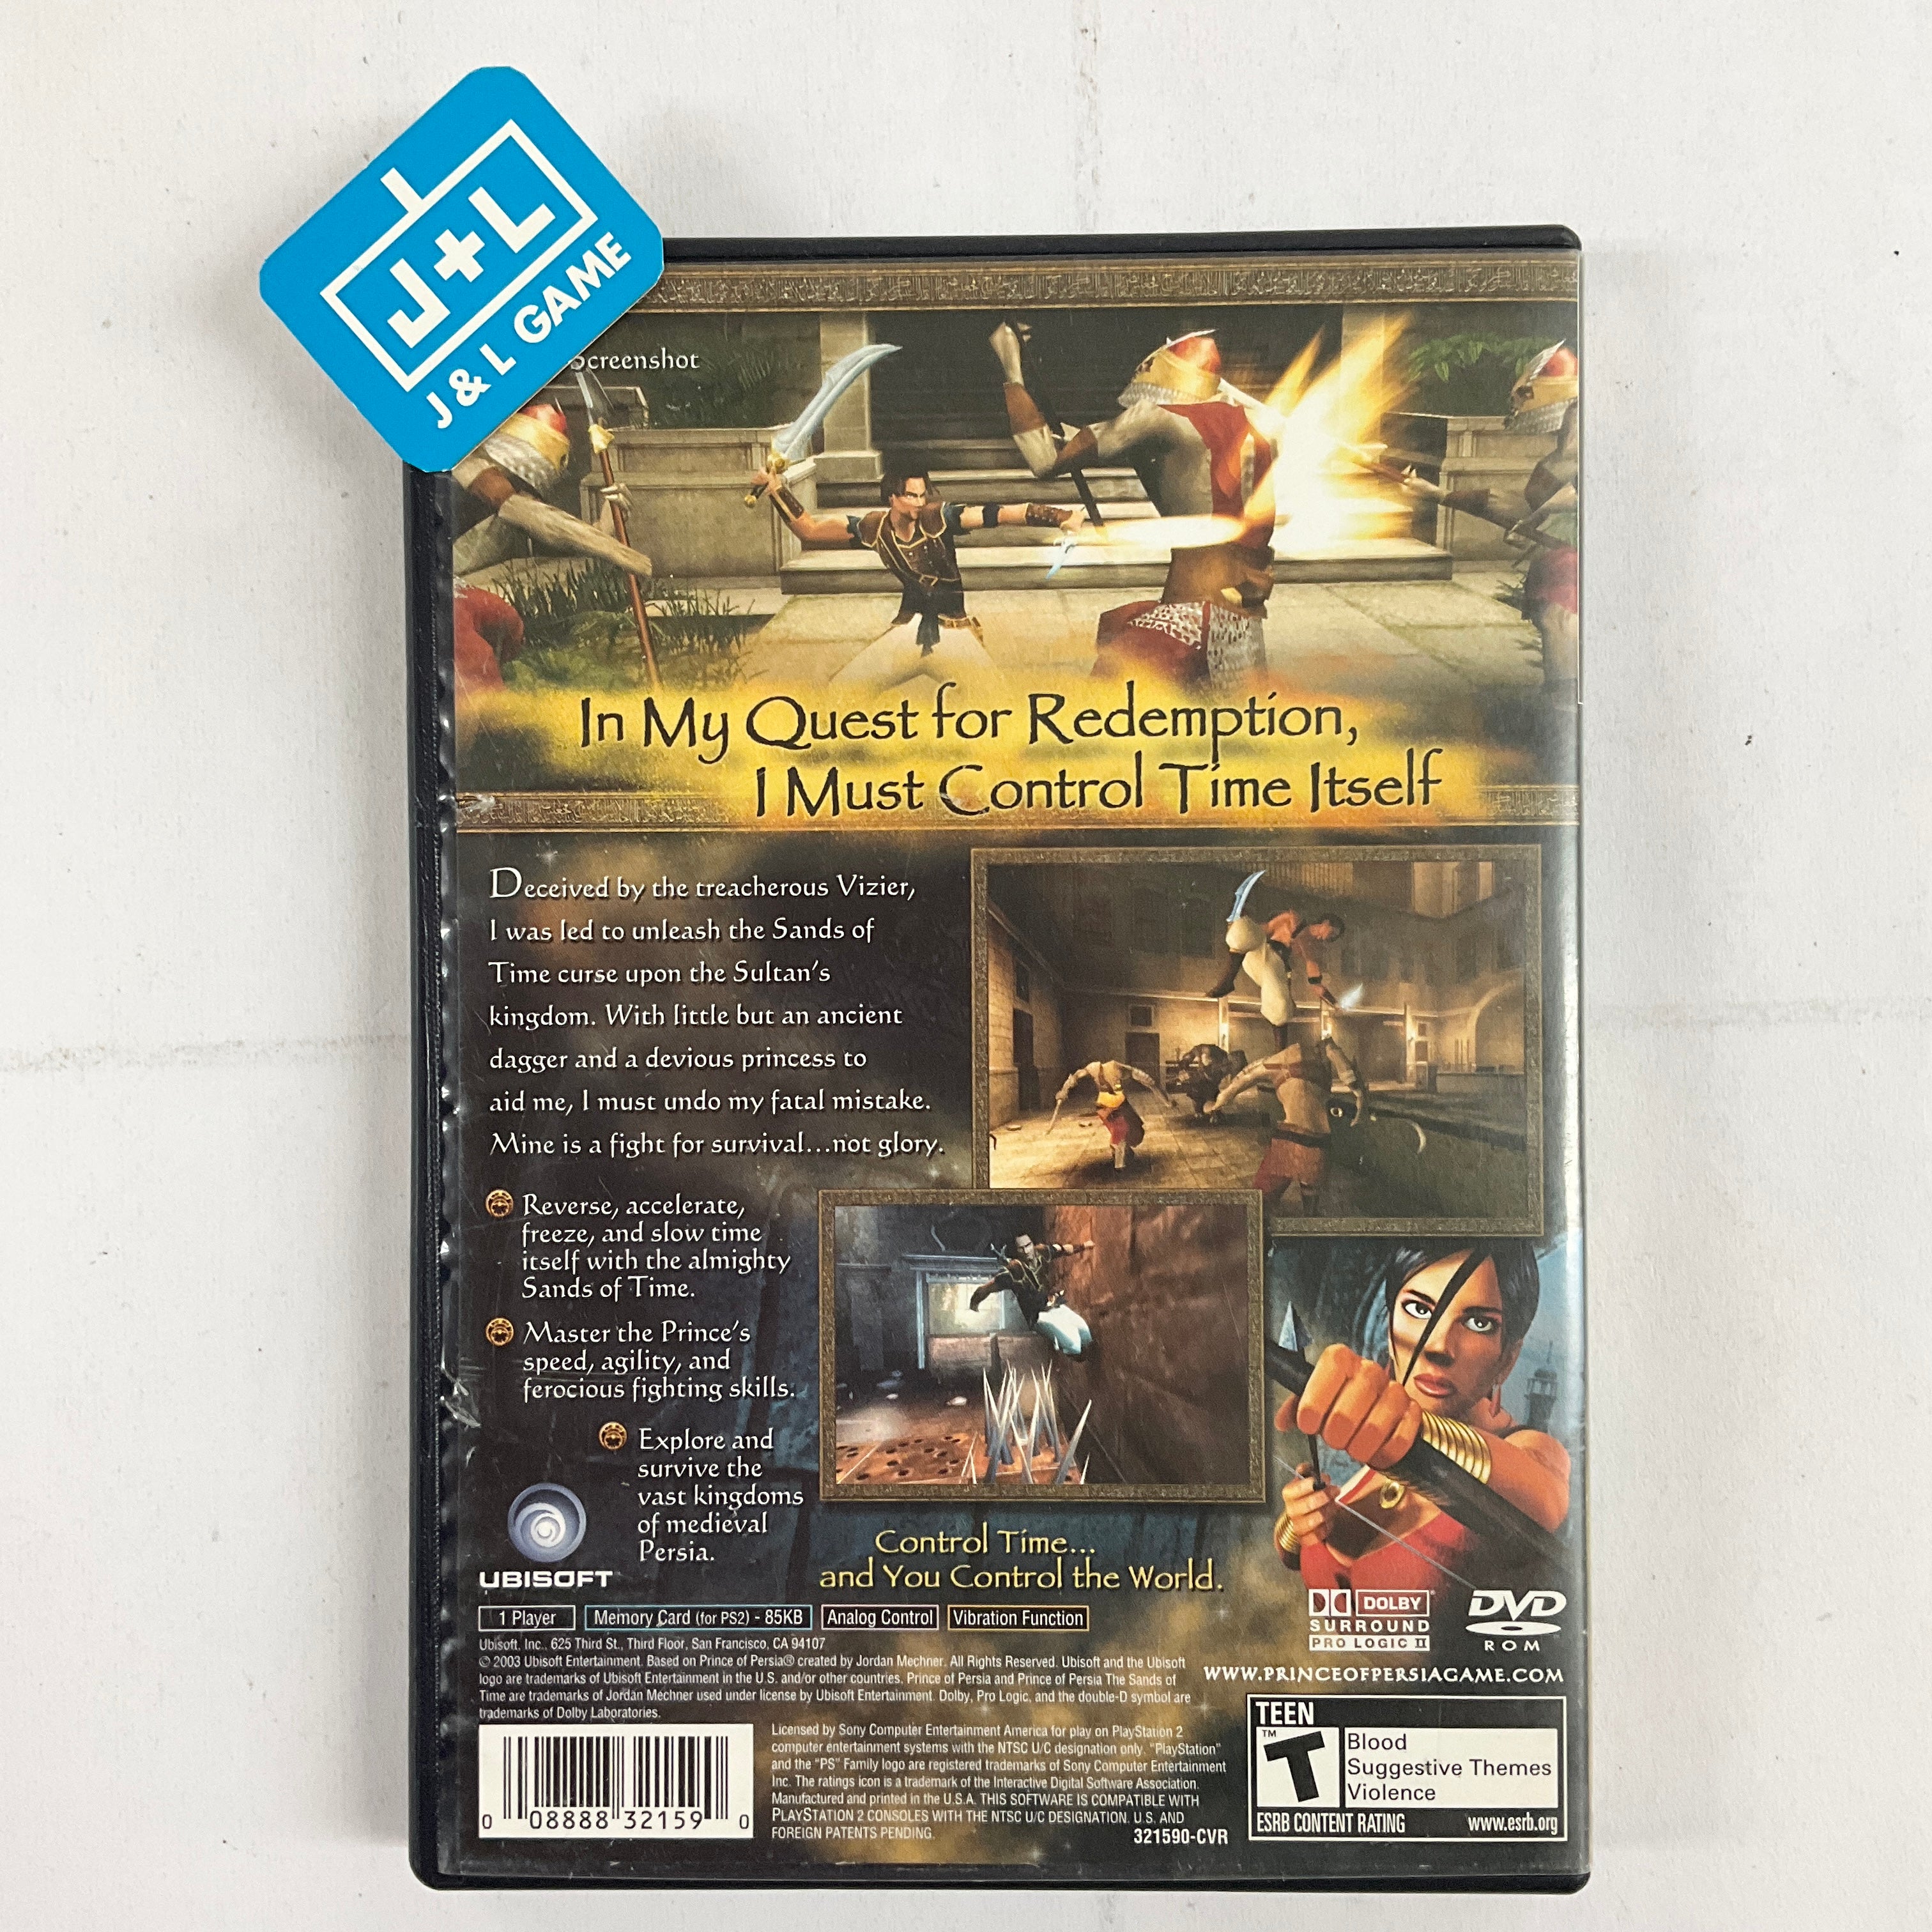 J+L
J & L GAME
Screenshot
In My Quest for Redemption,
I Must Control Time Itself
Deceived by the treacherous Vizier,
I was led to unleash the Sands of
Time curse upon the Sultan's
kingdom. With little but an ancient
dagger and a devious princess to
aid me, I must undo my fatal mistake.
Mine is a fight for survival...not glory.
Reverse, accelerate,
freeze, and slow time
itself with the almighty
Sands of Time.
Master the Prince's
speed, agility, and
ferocious fighting skills.
Explore and
survive the
vast kingdoms
of medieval
Persia.
UBISOFT
Control Time...
and You Control the World.
1 Player
Memory Card (for PS2) - 85KB
Analog Control
Vibration Function
DOLBY
SURROUND
PRO LOGIC II
DVD
ROM
Ubisoft, Inc., 625 Third St., Third Floor, San Francisco, CA 94107
© 2003 Ubisoft Entertainment. Based on Prince of Persia® created by Jordan Mechner. All Rights Reserved. Ubisoft and the Ubisoft
logo are trademarks of Ubisoft Entertainment in the U.S. and/or other countries. Prince of Persia and Prince of Persia The Sands of
Time are trademarks of Jordan Mechner used under license by Ubisoft Entertainment. Dolby, Pro Logic, and the double-D symbol are
trademarks of Dolby Laboratories.
WWW.PRINCEOFPERSIAGAME.COM
Licensed by Sony Computer Entertainment America for play on PlayStation 2
computer entertainment systems with the NTSC U/C designation only. "PlayStation"
and the "PS" Family logo are registered trademarks of Sony Computer Entertainment
Inc. The ratings icon is a trademark of the Interactive Digital Software Association.
Manufactured and printed in the U.S.A. THIS SOFTWARE IS COMPATIBLE WITH
PLAYSTATION 2 CONSOLES WITH THE NTSC U/C DESIGNATION. U.S. AND
FOREIGN PATENTS PENDING.
321590-CVR
0 08888 32159 0
TEEN
T™
Blood
Suggestive Themes
Violence
ESRB CONTENT RATING www.esrb.org